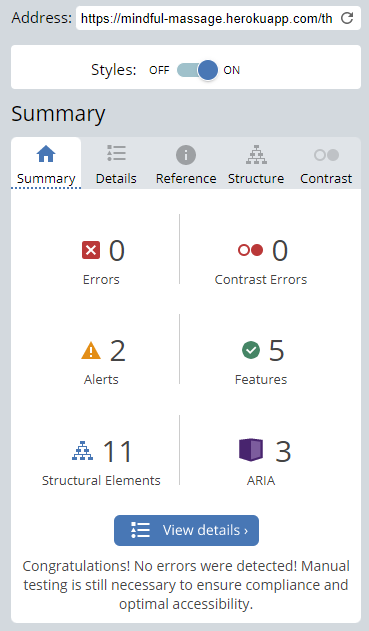 Address: https://mindful-massage.herokuapp.com/th
Styles: OFF ON
Summary
Summary Details Reference Structure Contrast
0 0
Errors Contrast Errors
2 5
Alerts Features
11 3
Structural Elements ARIA
View details ›
Congratulations! No errors were detected! Manual
testing is still necessary to ensure compliance and
optimal accessibility.